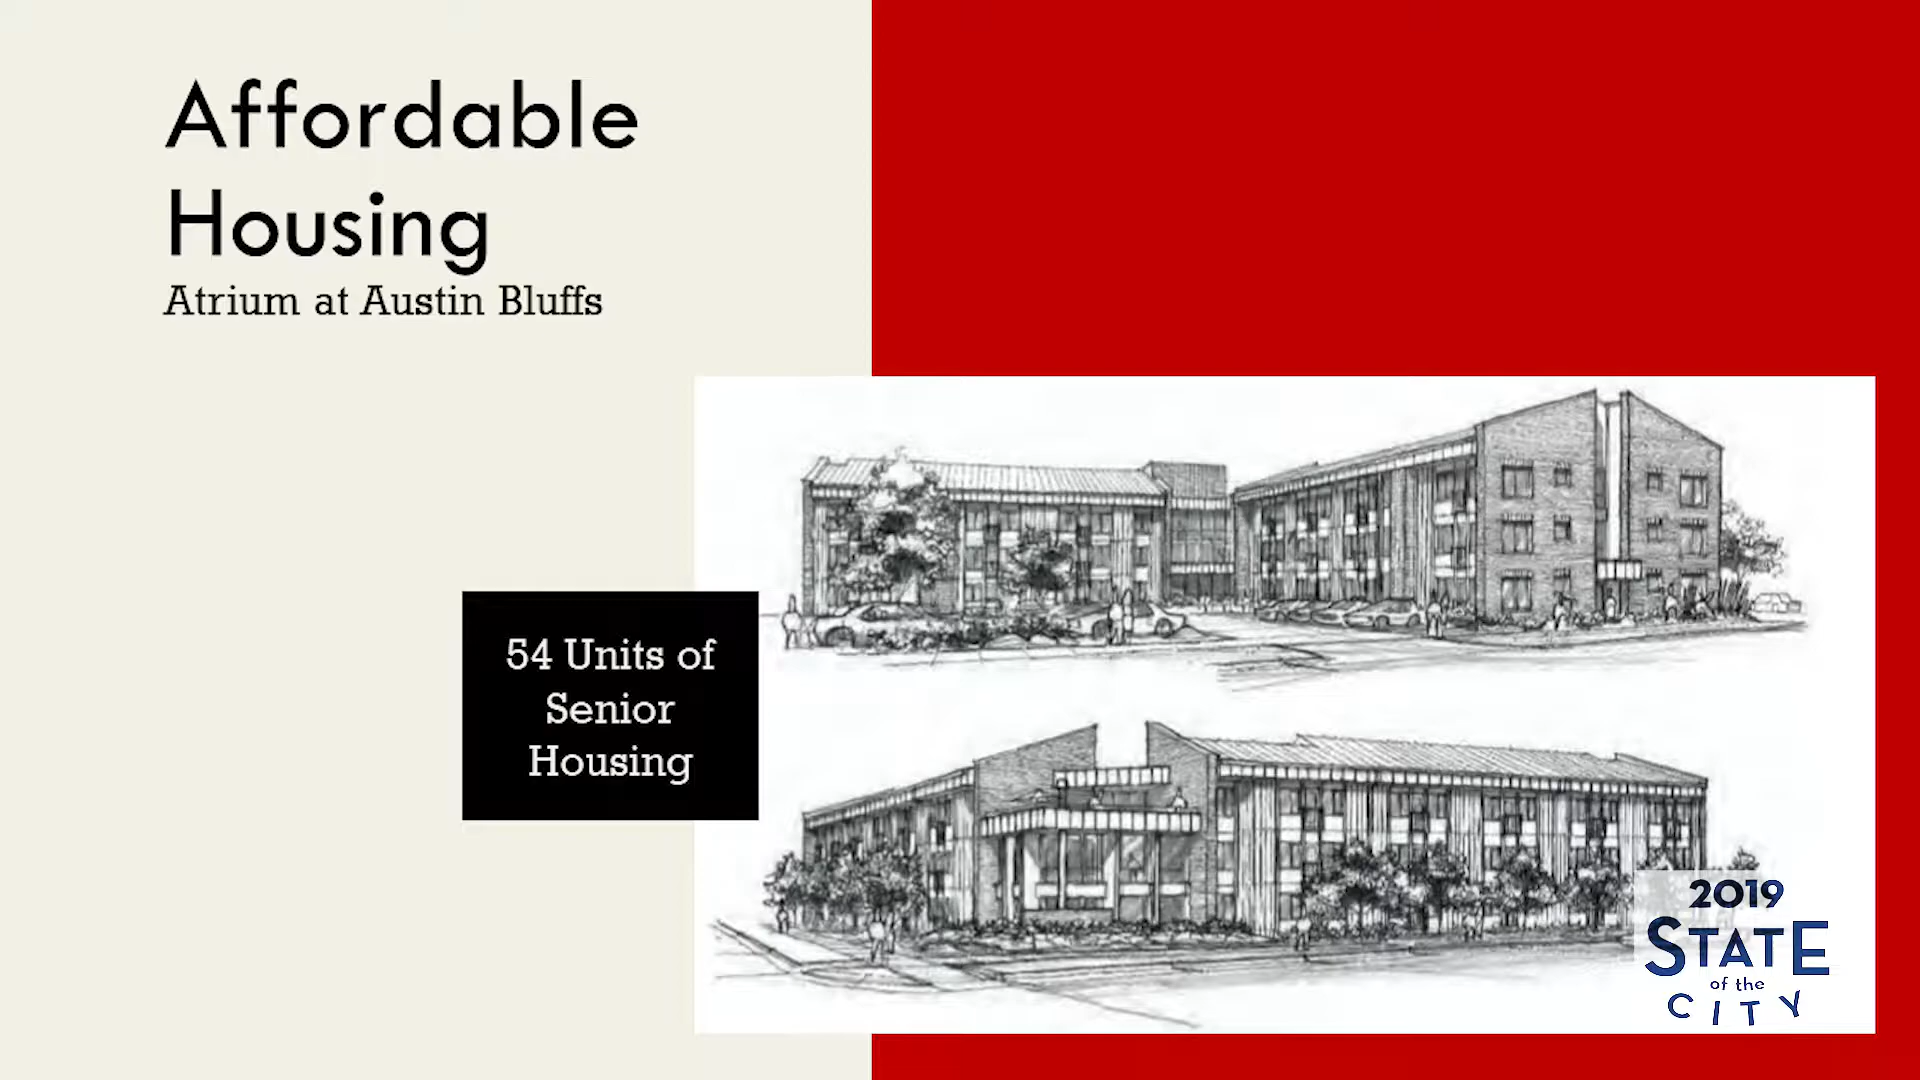 Affordable
Housing
Atrium at Austin Bluffs
54 Units of
Senior
Housing
2019
STATE
of the
CITY